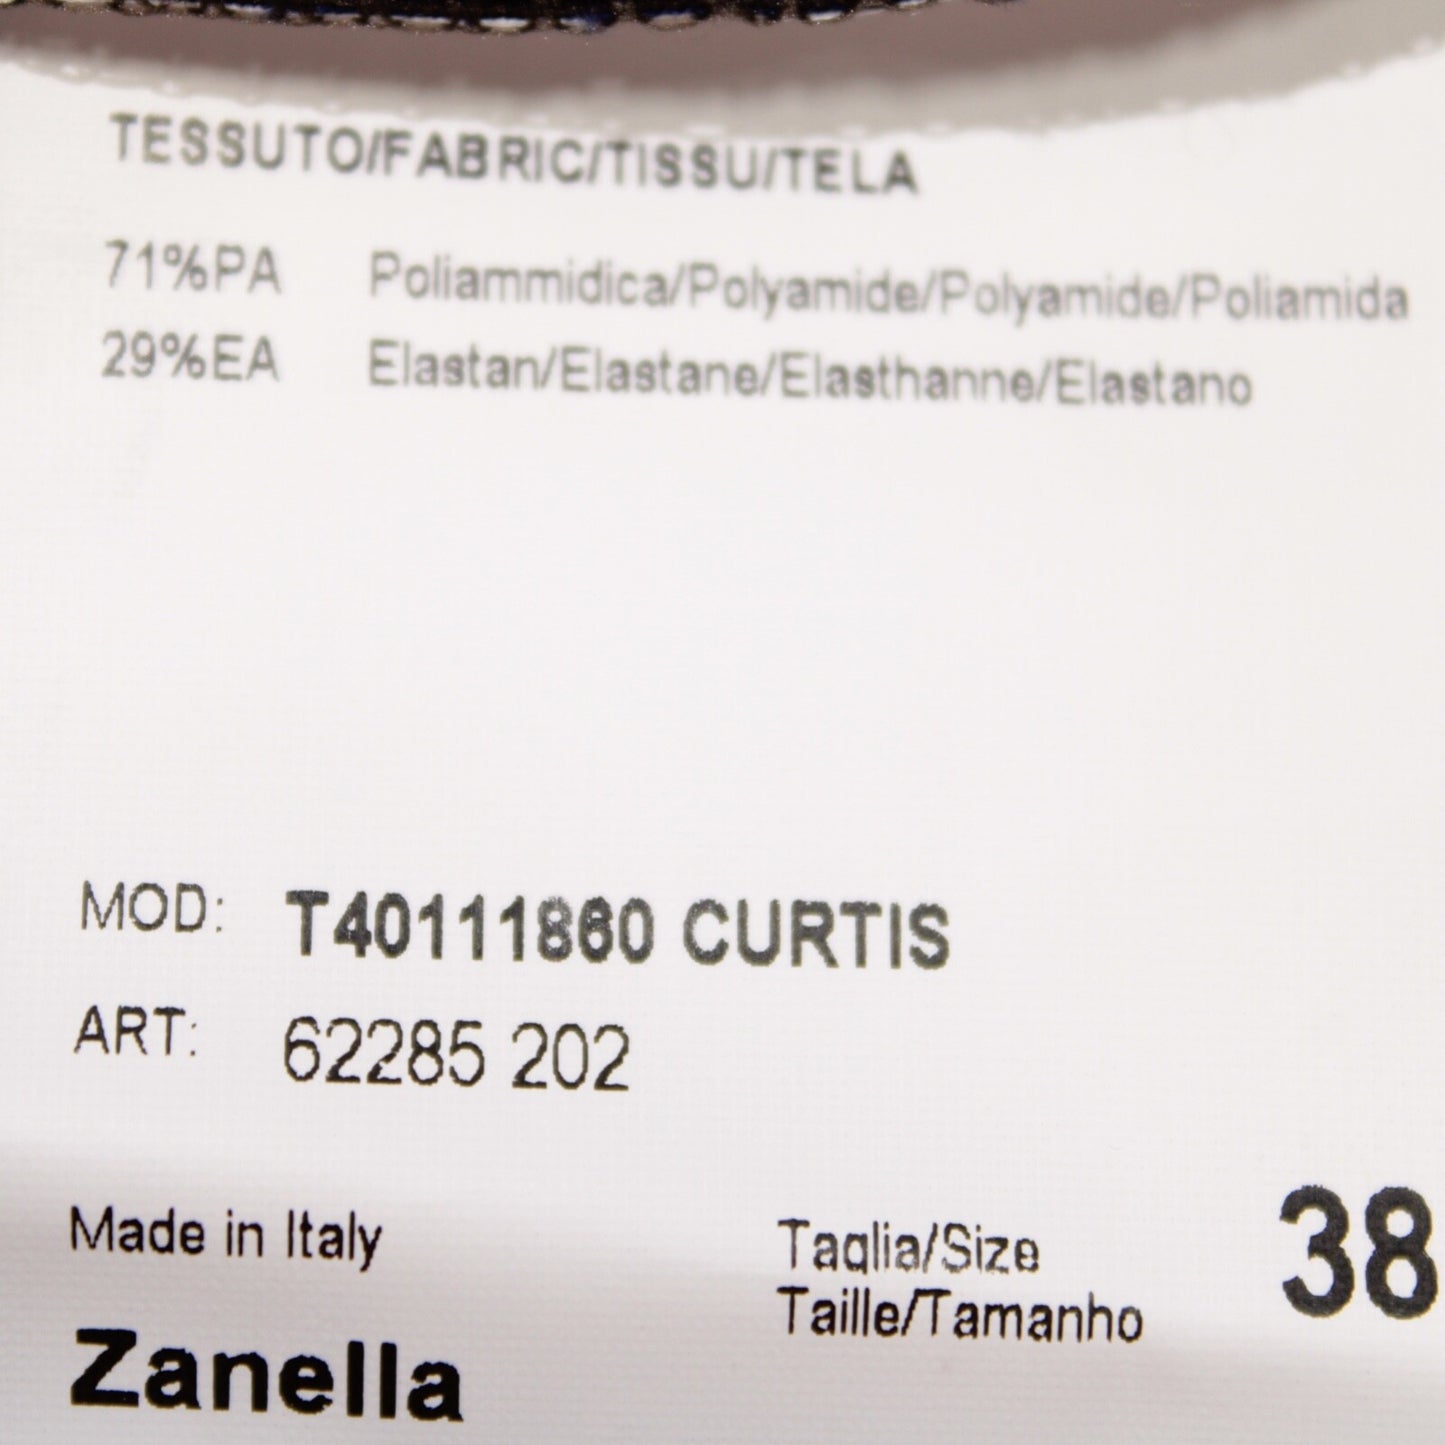 TESSUTO/FABRIC/TISSU/TELA
71%PA Poliammidica/Polyamide/Polyamide/Poliamida
29%EA Elastan/Elastane/Elasthanne/Elastano
MOD: T40111860 CURTIS
ART: 62285 202
Made in Italy
Taglia/Size
Taille/Tamanho
38
Zanella